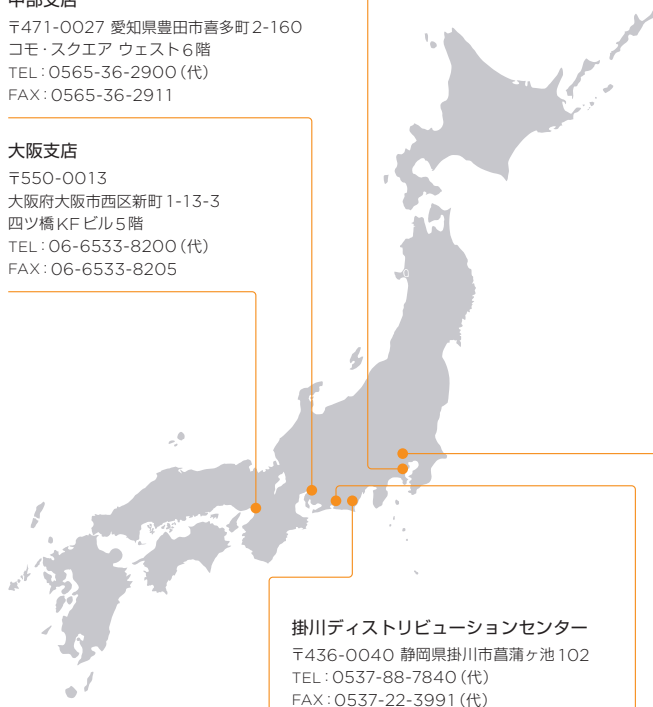 中部支店
〒471-0027 愛知県豊田市喜多町2-160
コモ・スクエア ウェスト6階
TEL：0565-36-2900（代）
FAX：0565-36-2911
大阪支店
〒550-0013
大阪府大阪市西区新町1-13-3
四ツ橋KFビル5階
TEL：06-6533-8200（代）
FAX：06-6533-8205
掛川ディストリビューションセンター
〒436-0040 静岡県掛川市菖蒲ヶ池102
TEL：0537-88-7840（代）
FAX：0537-22-3991（代）